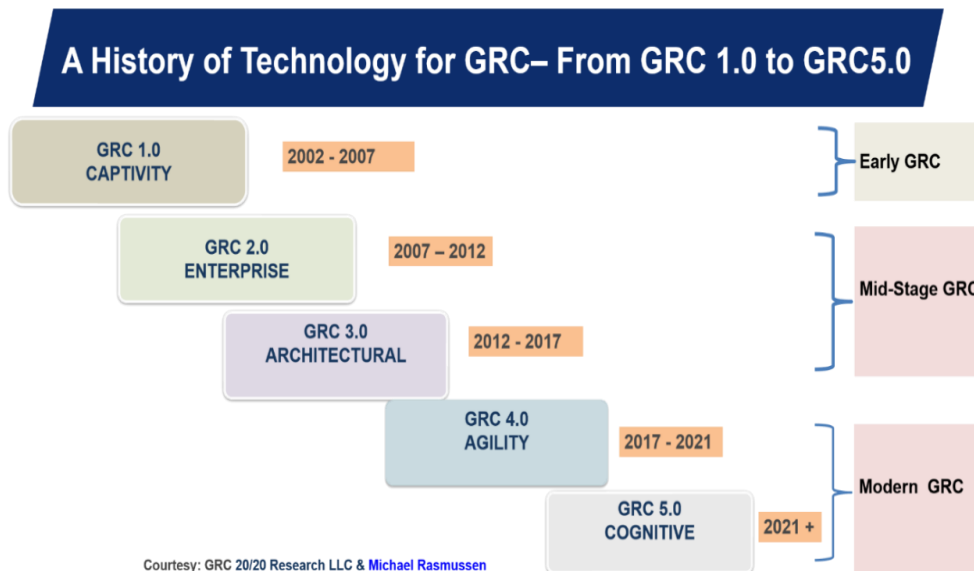 A History of Technology for GRC– From GRC 1.0 to GRC5.0
GRC 1.0
CAPTIVITY
2002 - 2007
Early GRC
GRC 2.0
ENTERPRISE
2007 – 2012
Mid-Stage GRC
GRC 3.0
ARCHITECTURAL
2012 - 2017
GRC 4.0
AGILITY
2017 - 2021
Modern GRC
GRC 5.0
COGNITIVE
2021 +
Courtesy: GRC 20/20 Research LLC & Michael Rasmussen